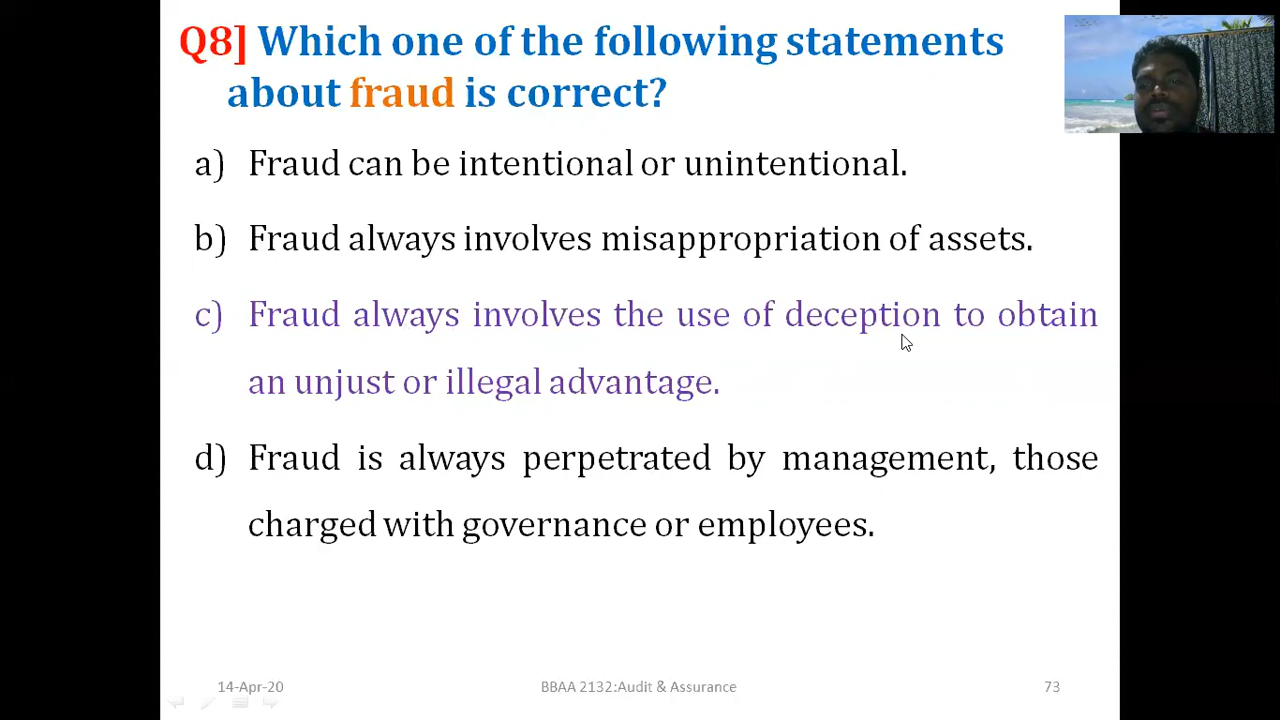 Q8] Which one of the following statements
about fraud is correct?
a) Fraud can be intentional or unintentional.
b) Fraud always involves misappropriation of assets.
c) Fraud always involves the use of deception to obtain
an unjust or illegal advantage.
d) Fraud is always perpetrated by management, those
charged with governance or employees.
14-Apr-20 BBAA 2132:Audit & Assurance 73